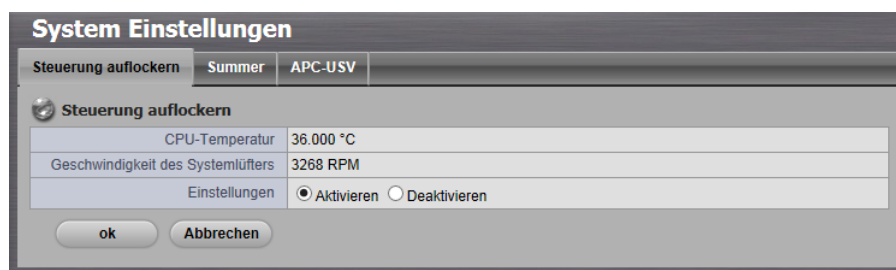 System Einstellungen
Steuerung auflockern Summer APC-USV
Steuerung auflockern
CPU-Temperatur 36.000 °C
Geschwindigkeit des Systemlüfters 3268 RPM
Einstellungen Aktivieren Deaktivieren
ok Abbrechen